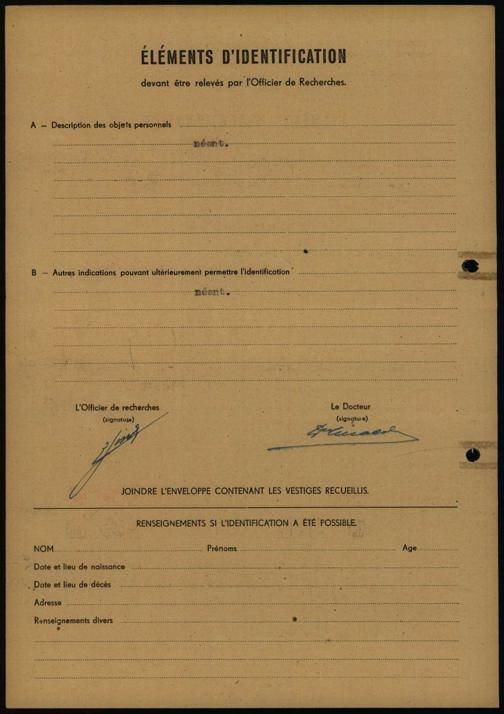 ÉLÉMENTS D'IDENTIFICATION
devant être relevés par l'Officier de Recherches.
A – Description des objets personnels
néant.
B – Autres indications pouvant ultérieurement permettre l'identification
néant.
L'Officier de recherches Le Docteur
(signature) (signature)
JOINDRE L'ENVELOPPE CONTENANT LES VESTIGES RECUEILLIS.
RENSEIGNEMENTS SI L'IDENTIFICATION A ÉTÉ POSSIBLE.
NOM Prénoms Age
Date et lieu de naissance
Date et lieu de décès
Adresse
Renseignements divers